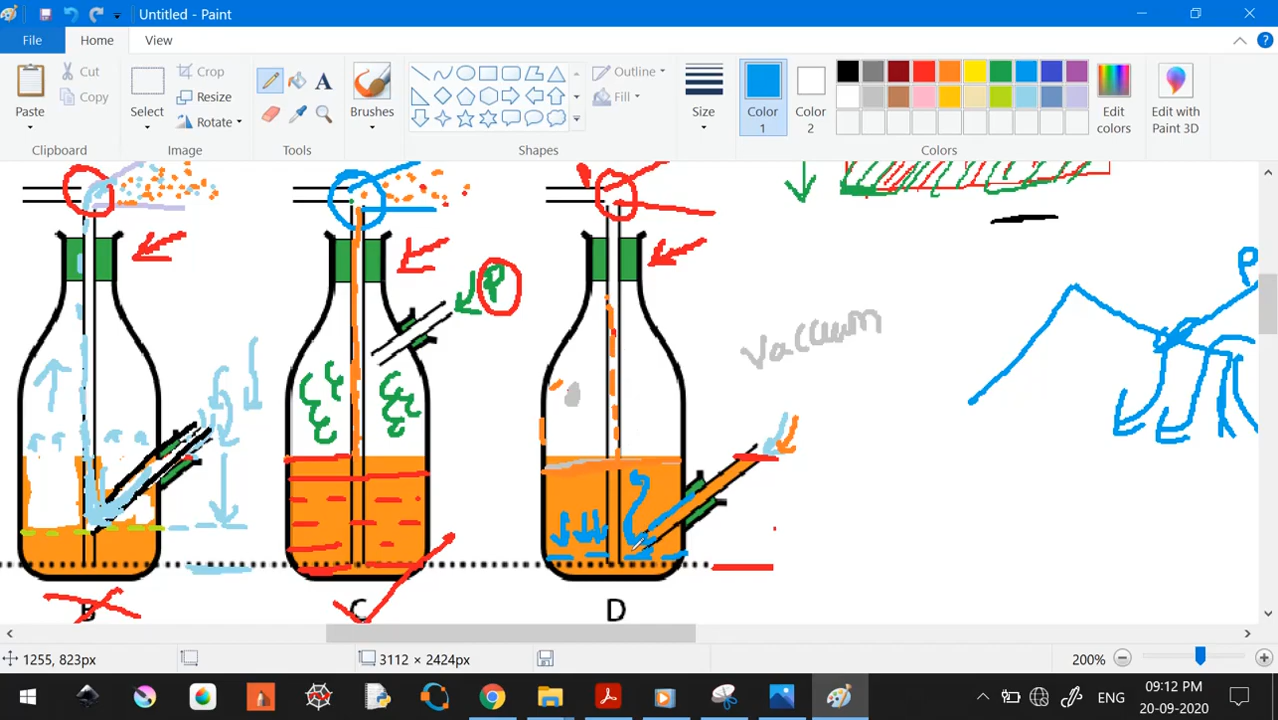 Untitled - Paint
File
Home
View
Paste
Cut
Copy
Clipboard
Select
Crop
Resize
Rotate
Image
Tools
Brushes
Shapes
Outline
Fill
Size
Color 1
Color 2
Edit colors
Edit with Paint 3D
Colors
P
P
Vaccum
B
C
D
1255, 823px
3112 × 2424px
200%
ENG
09:12 PM
20-09-2020